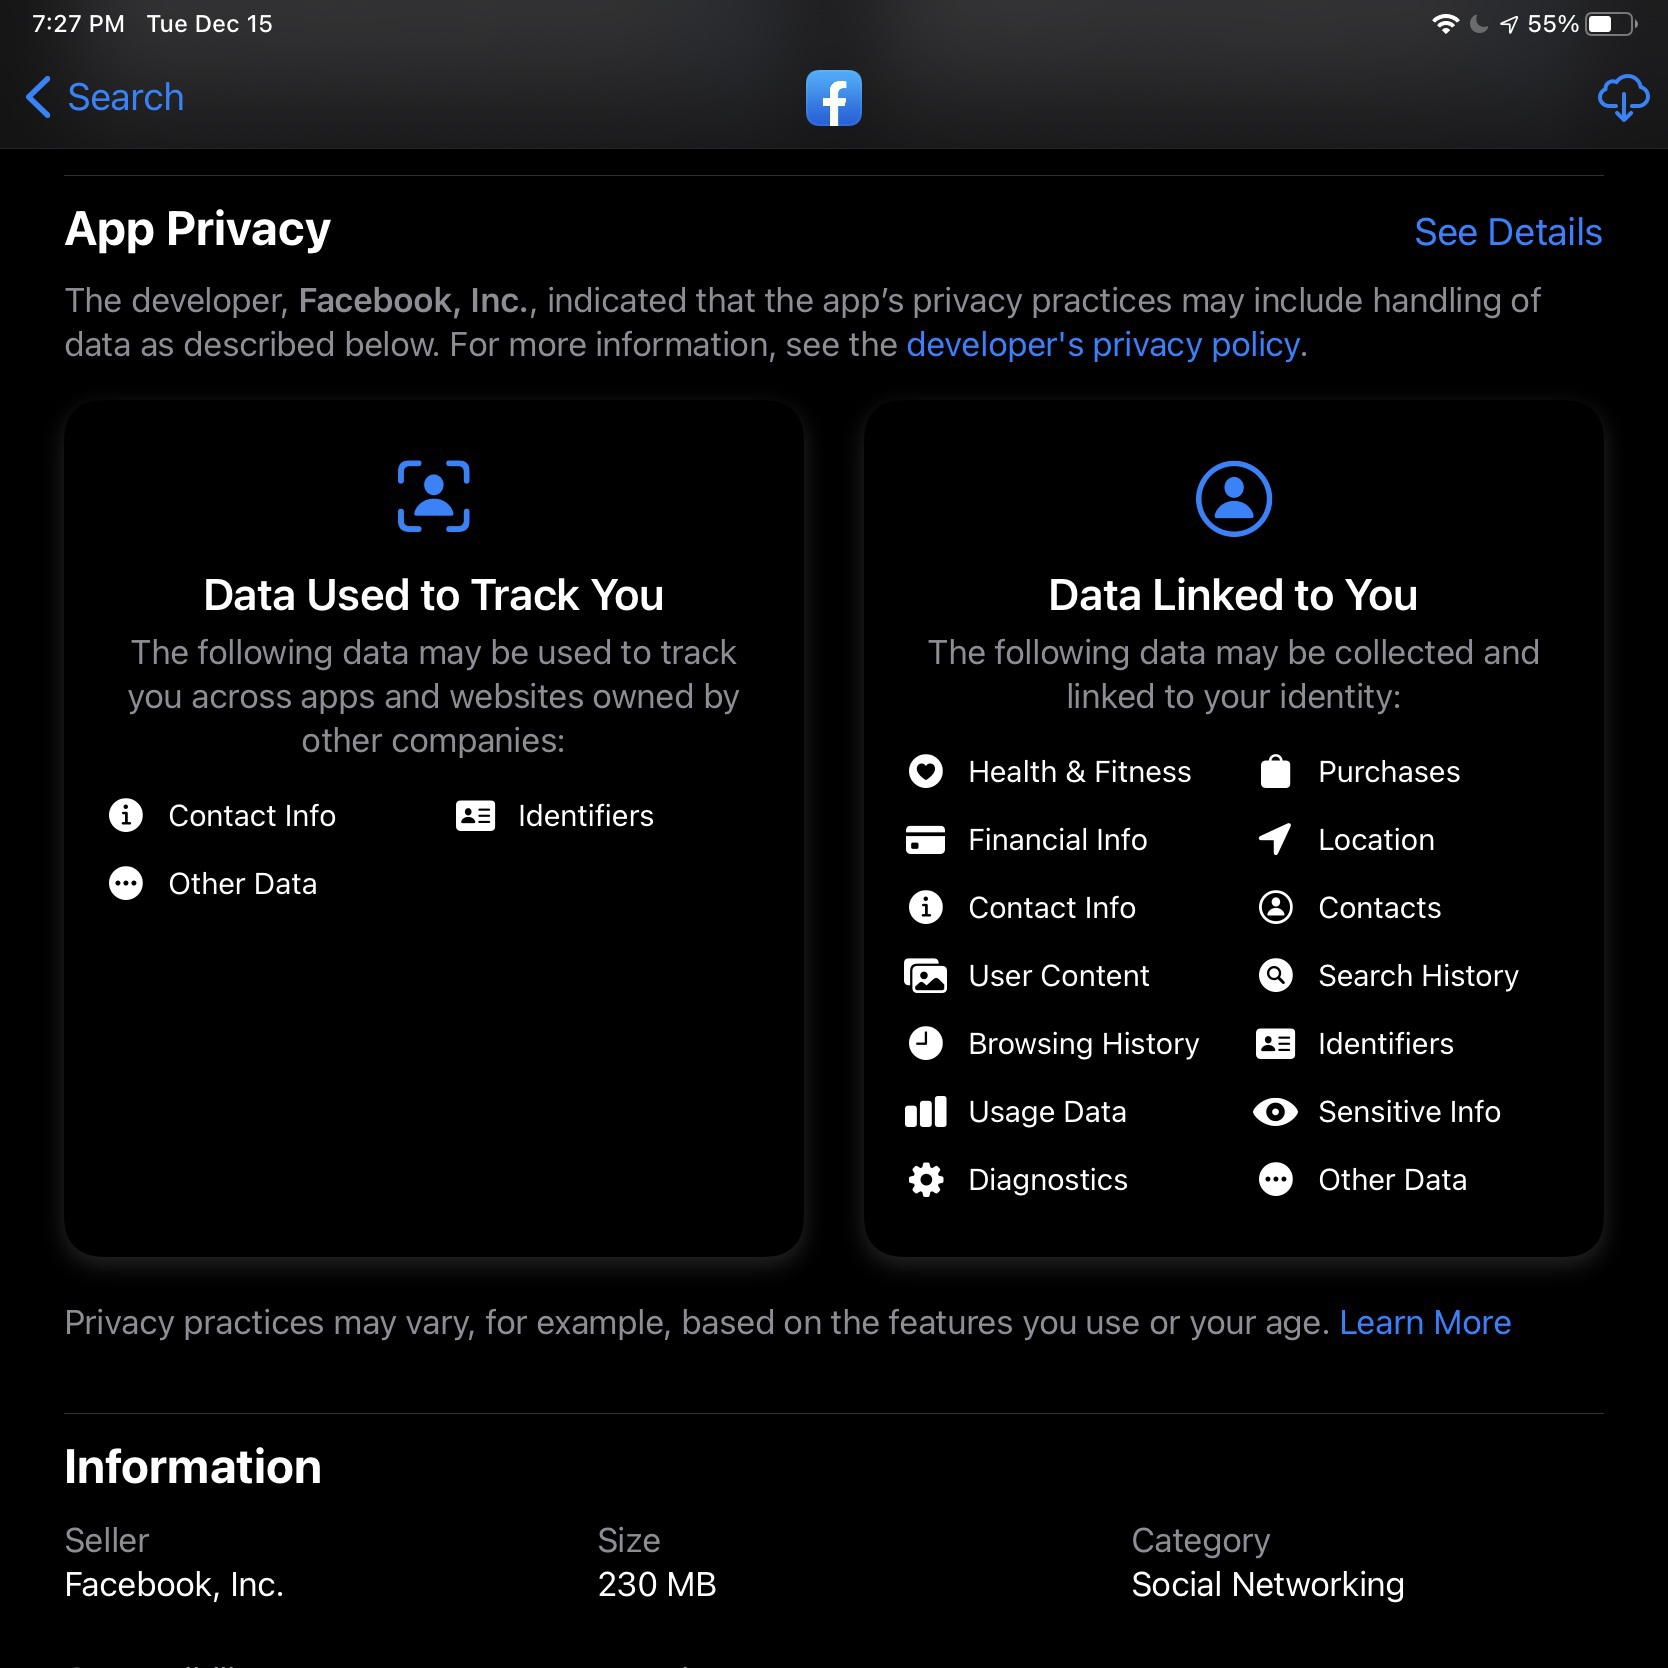 7:27 PM Tue Dec 15 55%
Search
App Privacy
See Details
The developer, Facebook, Inc., indicated that the app’s privacy practices may include handling of
data as described below. For more information, see the developer's privacy policy.
Data Used to Track You
The following data may be used to track
you across apps and websites owned by
other companies:
Contact Info
Identifiers
Other Data
Data Linked to You
The following data may be collected and
linked to your identity:
Health & Fitness
Purchases
Financial Info
Location
Contact Info
Contacts
User Content
Search History
Browsing History
Identifiers
Usage Data
Sensitive Info
Diagnostics
Other Data
Privacy practices may vary, for example, based on the features you use or your age. Learn More
Information
Seller
Facebook, Inc.
Size
230 MB
Category
Social Networking